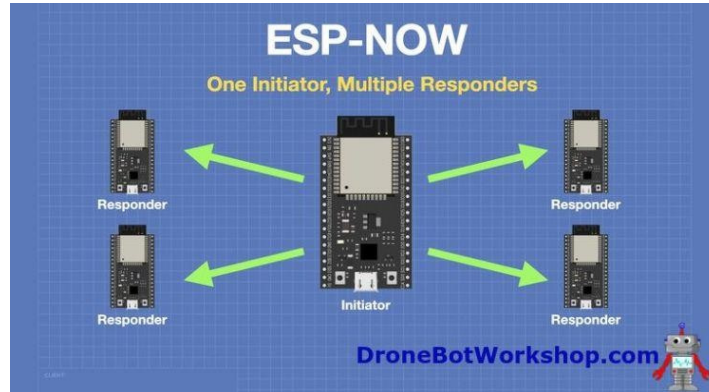 ESP-NOW
One Initiator, Multiple Responders
Responder
Responder
Responder
Initiator
Responder
DroneBotWorkshop.com